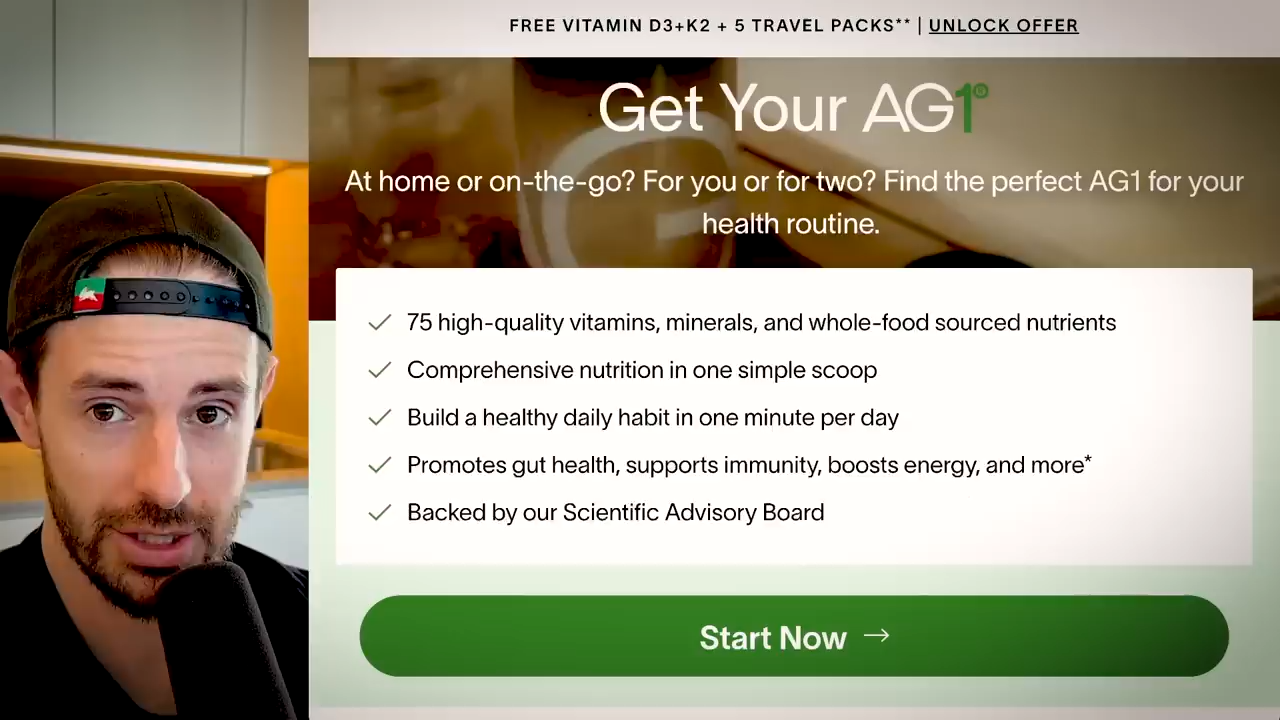 FREE VITAMIN D3+K2 + 5 TRAVEL PACKS** | UNLOCK OFFER
Get Your AG1®
At home or on-the-go? For you or for two? Find the perfect AG1 for your
health routine.
75 high-quality vitamins, minerals, and whole-food sourced nutrients
Comprehensive nutrition in one simple scoop
Build a healthy daily habit in one minute per day
Promotes gut health, supports immunity, boosts energy, and more*
Backed by our Scientific Advisory Board
Start Now →